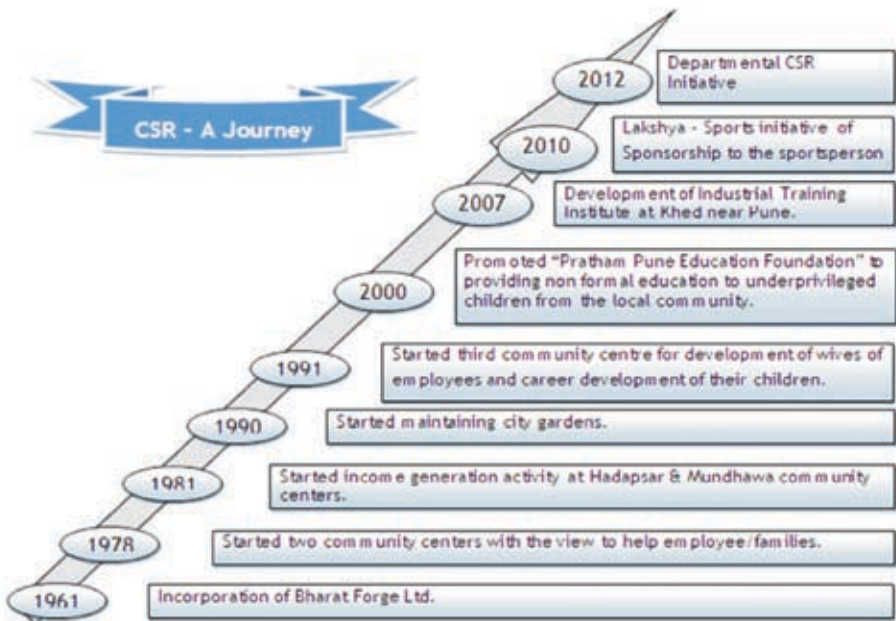 CSR - A Journey
2012
Departmental CSR
Initiative
2010
Lakshya - Sports initiative of
Sponsorship to the sportsperson
2007
Development of Industrial Training
Institute at Khed near Pune.
2000
Promoted “Pratham Pune Education Foundation” to
providing non formal education to underprivileged
children from the local community.
1991
Started third community centre for development of wives of
employees and career development of their children.
1990
Started maintaining city gardens.
1981
Started income generation activity at Hadapsar & Mundhawa community
centers.
1978
Started two community centers with the view to help employee/families.
1961
Incorporation of Bharat Forge Ltd.